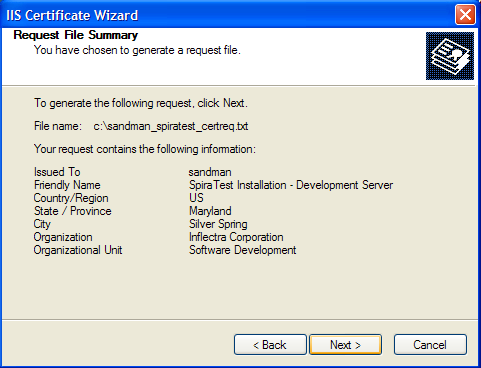 IIS Certificate Wizard
Request File Summary
You have chosen to generate a request file.
To generate the following request, click Next.
File name: c:\sandman_spiratest_certreq.txt
Your request contains the following information:
Issued To sandman
Friendly Name SpiraTest Installation - Development Server
Country/Region US
State / Province Maryland
City Silver Spring
Organization Inflectra Corporation
Organizational Unit Software Development
< Back Next > Cancel